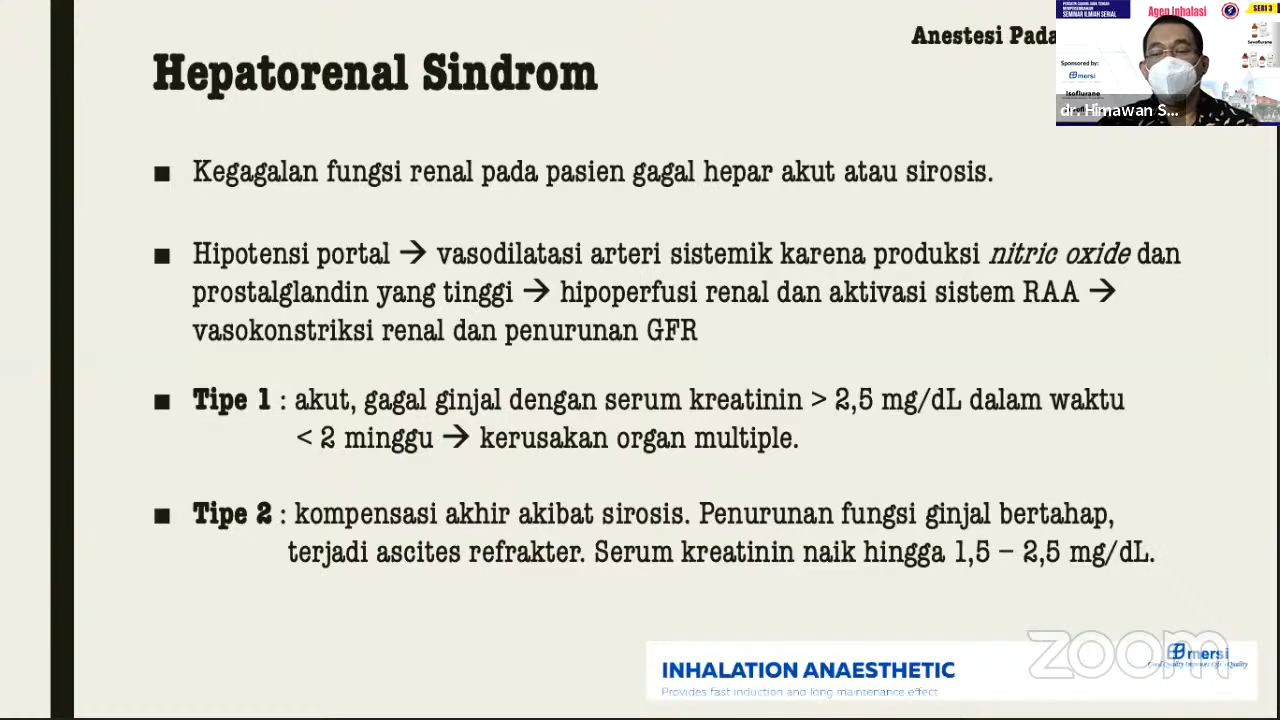 Anestesi Pada
Hepatorenal Sindrom
■ Kegagalan fungsi renal pada pasien gagal hepar akut atau sirosis.
■ Hipotensi portal → vasodilatasi arteri sistemik karena produksi nitric oxide dan
prostalglandin yang tinggi → hipoperfusi renal dan aktivasi sistem RAA →
vasokonstriksi renal dan penurunan GFR
■ Tipe 1 : akut, gagal ginjal dengan serum kreatinin > 2,5 mg/dL dalam waktu
< 2 minggu → kerusakan organ multiple.
■ Tipe 2 : kompensasi akhir akibat sirosis. Penurunan fungsi ginjal bertahap,
terjadi ascites refrakter. Serum kreatinin naik hingga 1,5 – 2,5 mg/dL.
SEMINAR ILMIAH SERIAL
Agen Inhalasi
SERI 3
Sevoflurane
Sponsored by:
mersi
Isoflurane
dr. Himawan S...
INHALATION ANAESTHETIC
Provides fast induction and long maintenance effect
zoom
mersi